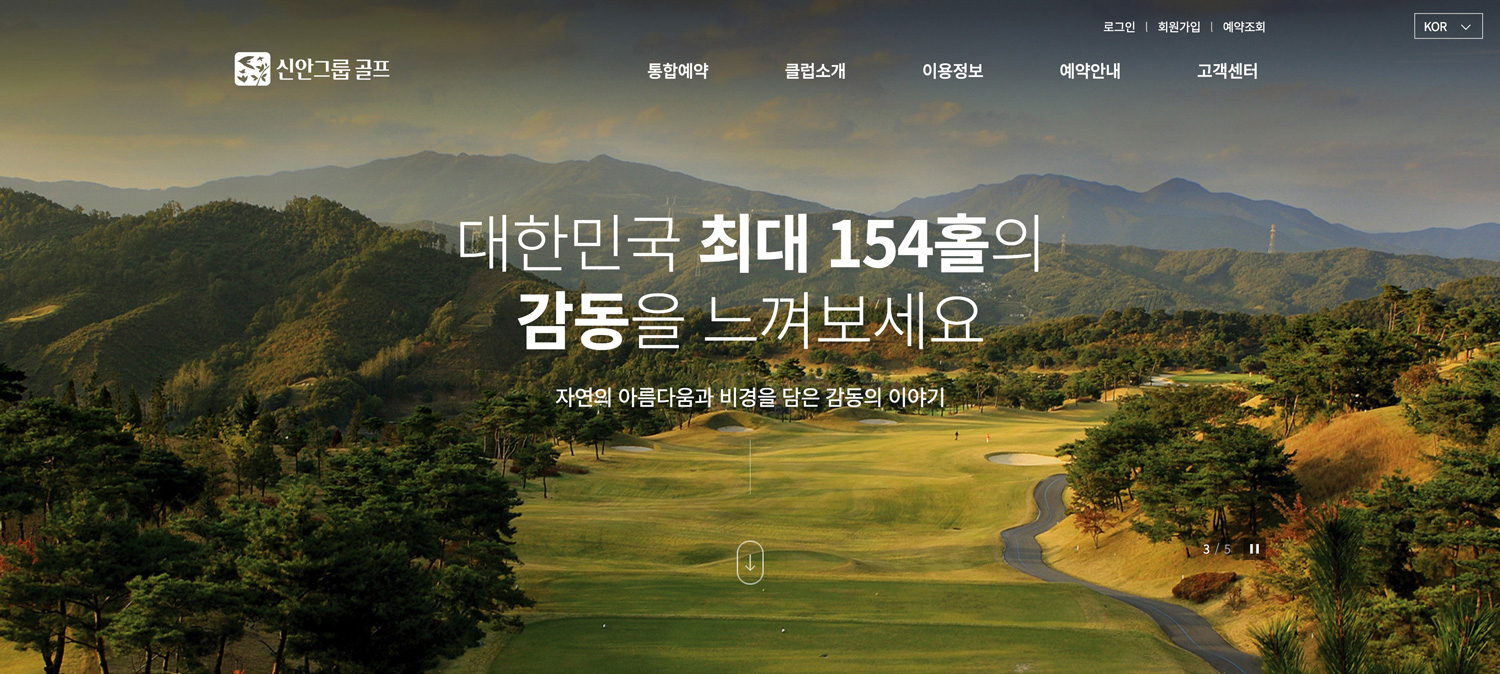 로그인 | 회원가입 | 예약조회
KOR
신안그룹 골프
통합예약 클럽소개 이용정보 예약안내 고객센터
대한민국 최대 154홀의
감동을 느껴보세요
자연의 아름다움과 비경을 담은 감동의 이야기
3 / 5